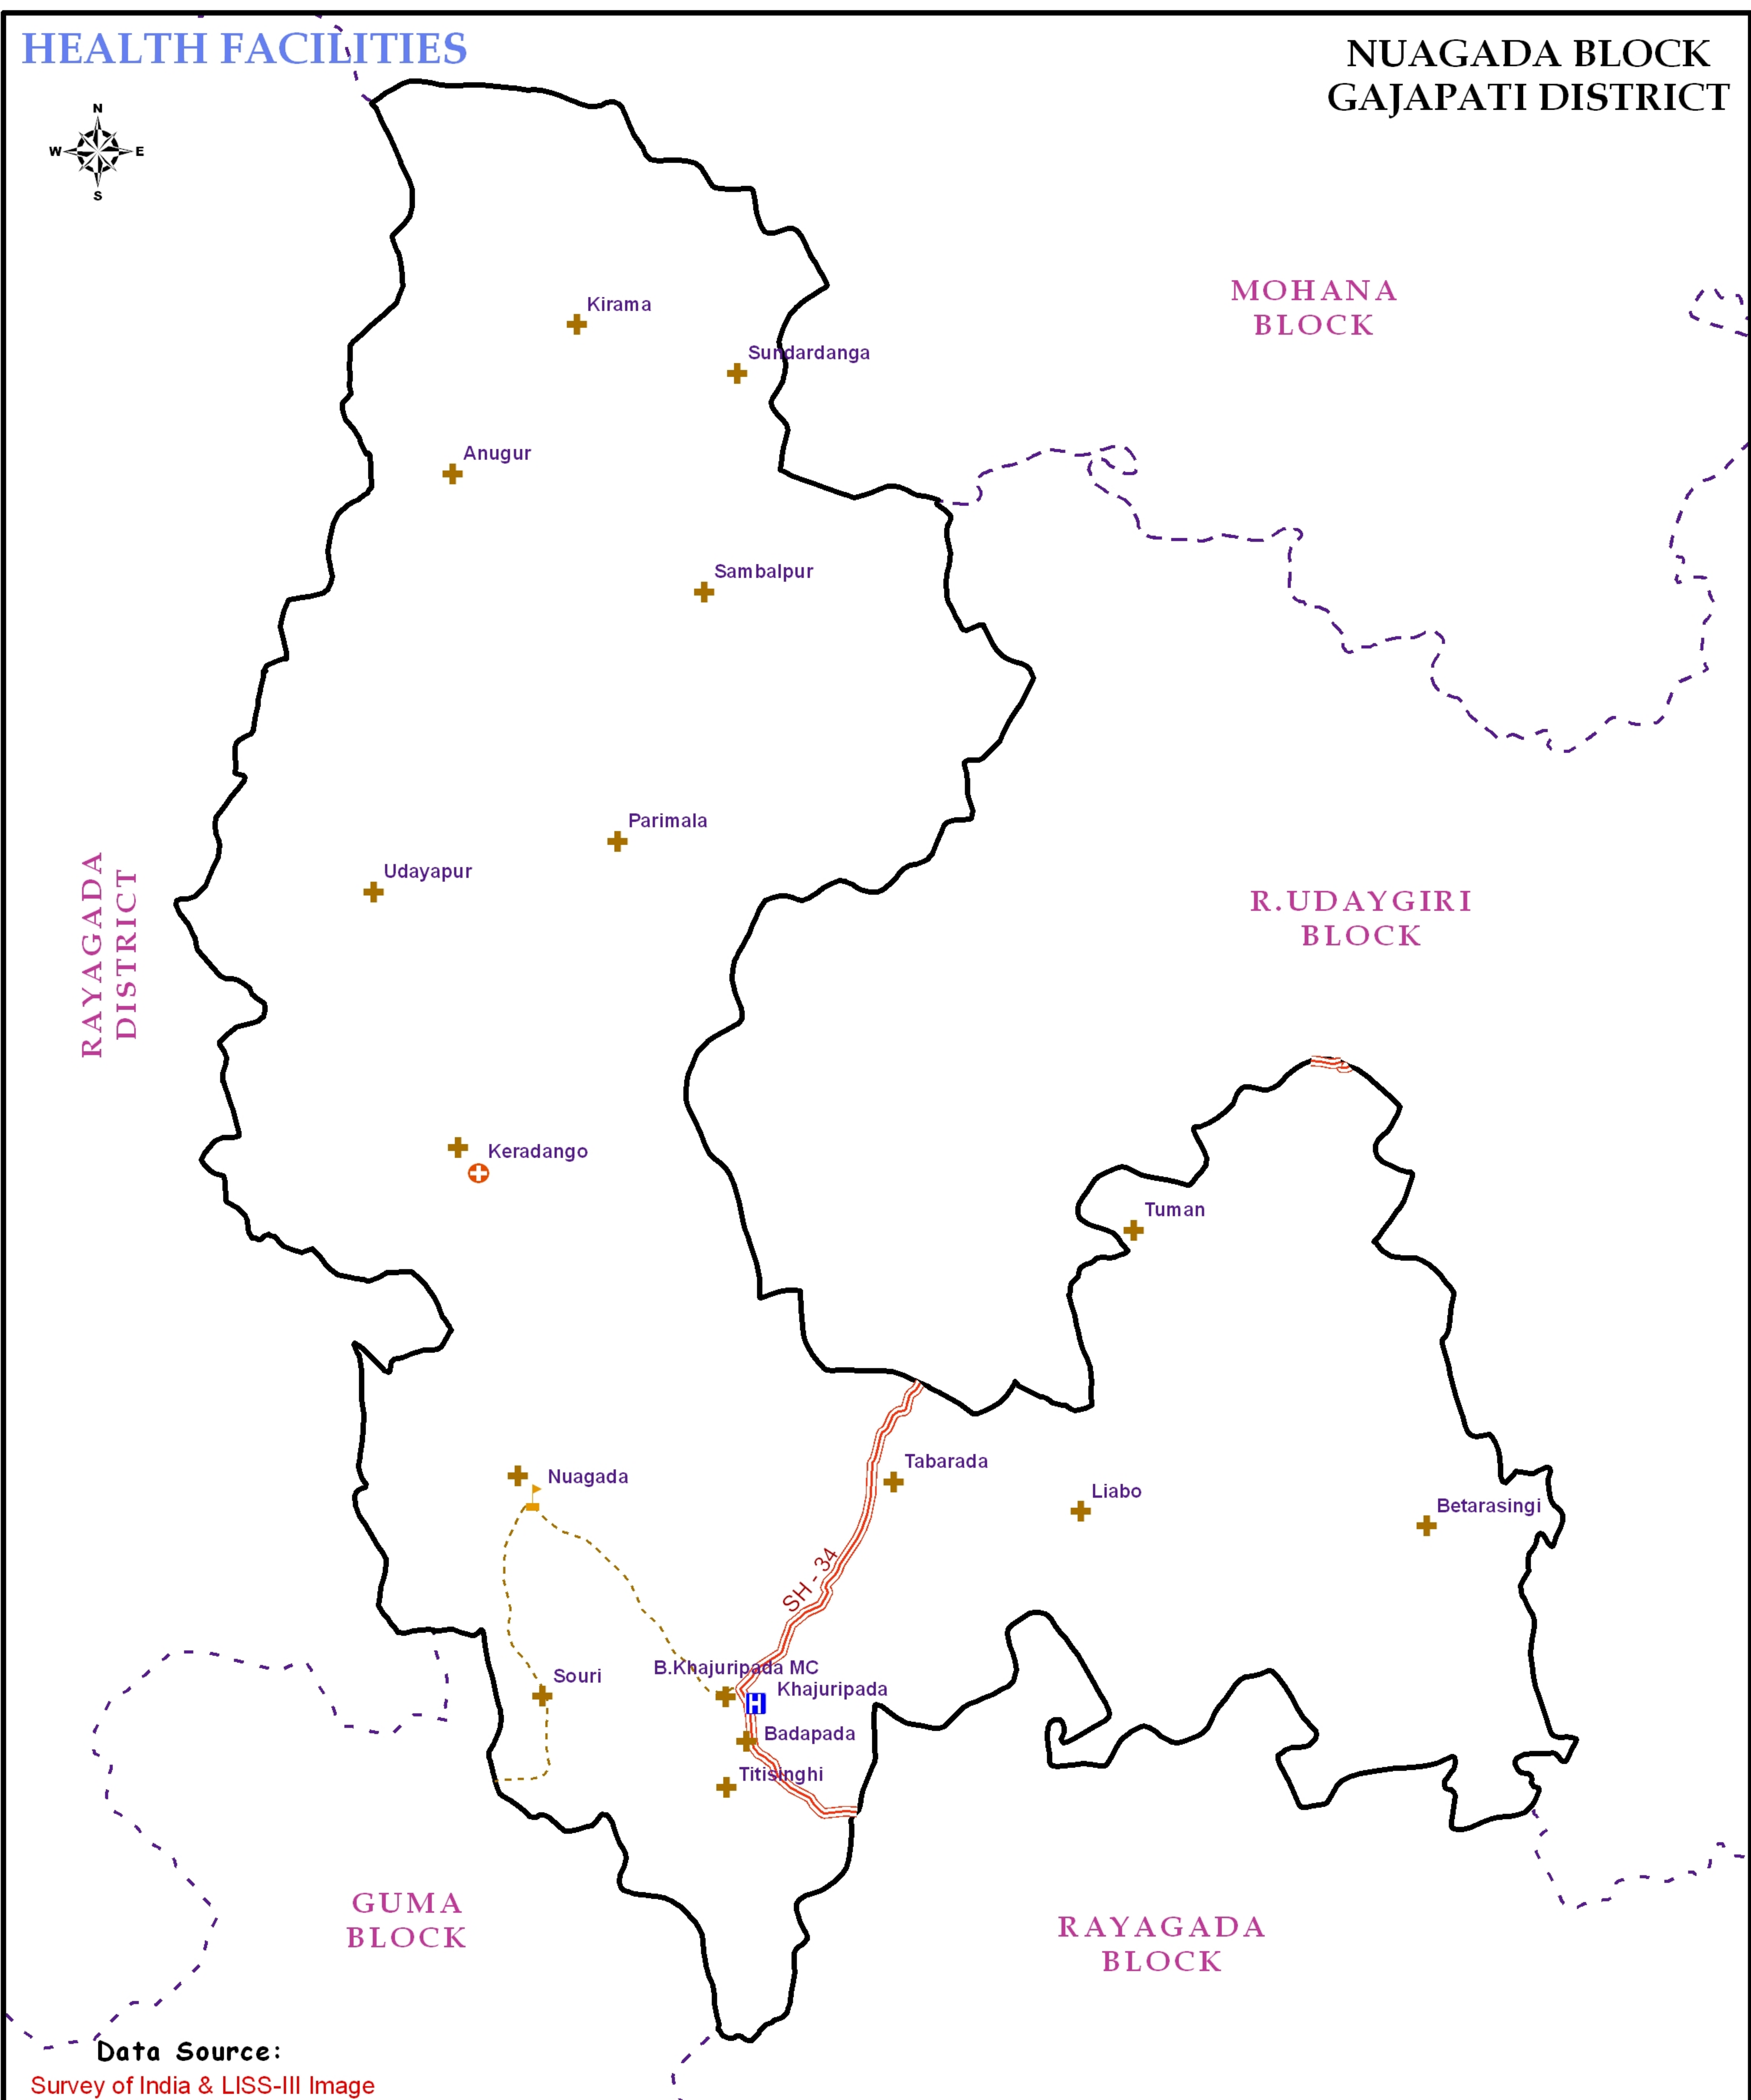 HEALTH FACILITIES
NUAGADA BLOCK
GAJAPATI DISTRICT
N
W
E
S
MOHANA
BLOCK
Kirama
Sundardanga
Anugur
Sambalpur
Parimala
Udayapur
RAYAGADA
DISTRICT
R.UDAYGIRI
BLOCK
Keradango
Tuman
Tabarada
Nuagada
Liabo
Betarasingi
SH - 34
B.Khajuripada MC
Souri
Khajuripada
Badapada
Titisinghi
GUMA
BLOCK
RAYAGADA
BLOCK
Data Source:
Survey of India & LISS-III Image
H